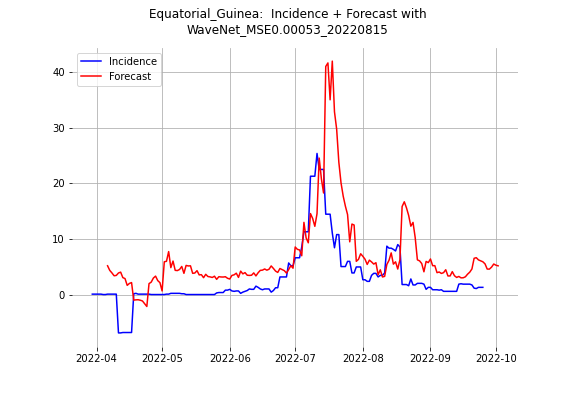 Equatorial_Guinea:  Incidence + Forecast with
WaveNet_MSE0.00053_20220815
Incidence
Forecast
40
30
20
10
0
2022-04 2022-05 2022-06 2022-07 2022-08 2022-09 2022-10